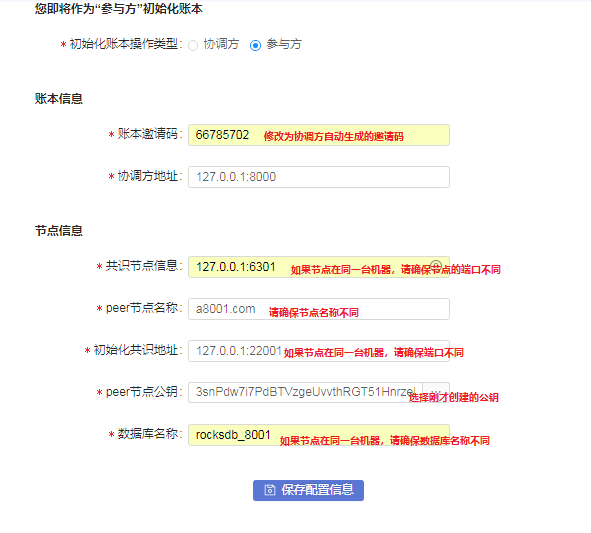 您即将作为“参与方”初始化账本
* 初始化账本操作类型： 协调方 参与方
账本信息
* 账本邀请码： 66785702 修改为协调方自动生成的邀请码
* 协调方地址： 127.0.0.1:8000
节点信息
* 共识节点信息： 127.0.0.1:6301 如果节点在同一台机器，请确保节点的端口不同
* peer节点名称： a8001.com 请确保节点名称不同
* 初始化共识地址： 127.0.0.1:22001 如果节点在同一台机器，请确保端口不同
* peer节点公钥： 3snPdw7i7PdBTVzgeUvvthRGT51Hnrzel 选择刚才创建的公钥
* 数据库名称： rocksdb_8001 如果节点在同一台机器，请确保数据库名称不同
保存配置信息